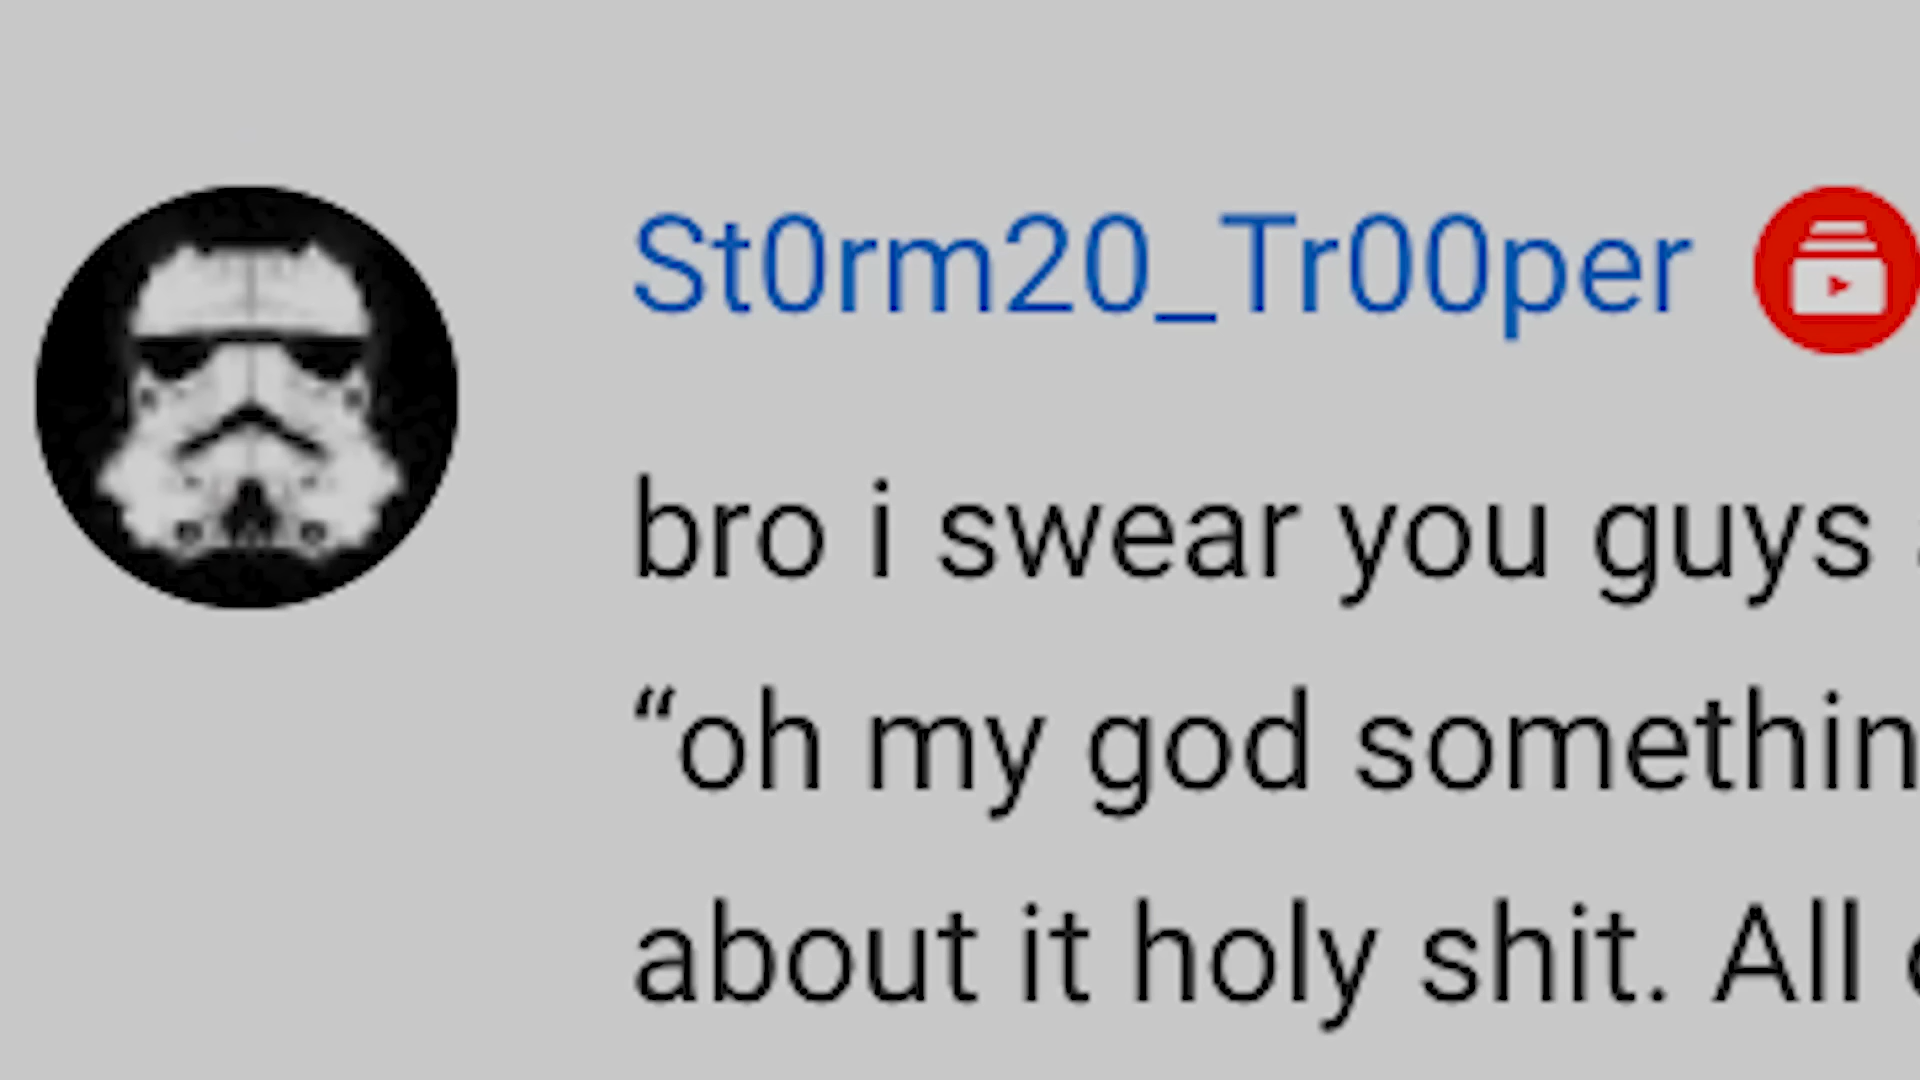 St0rm20_Tr00per
bro i swear you guys
“oh my god somethin
about it holy shit. All